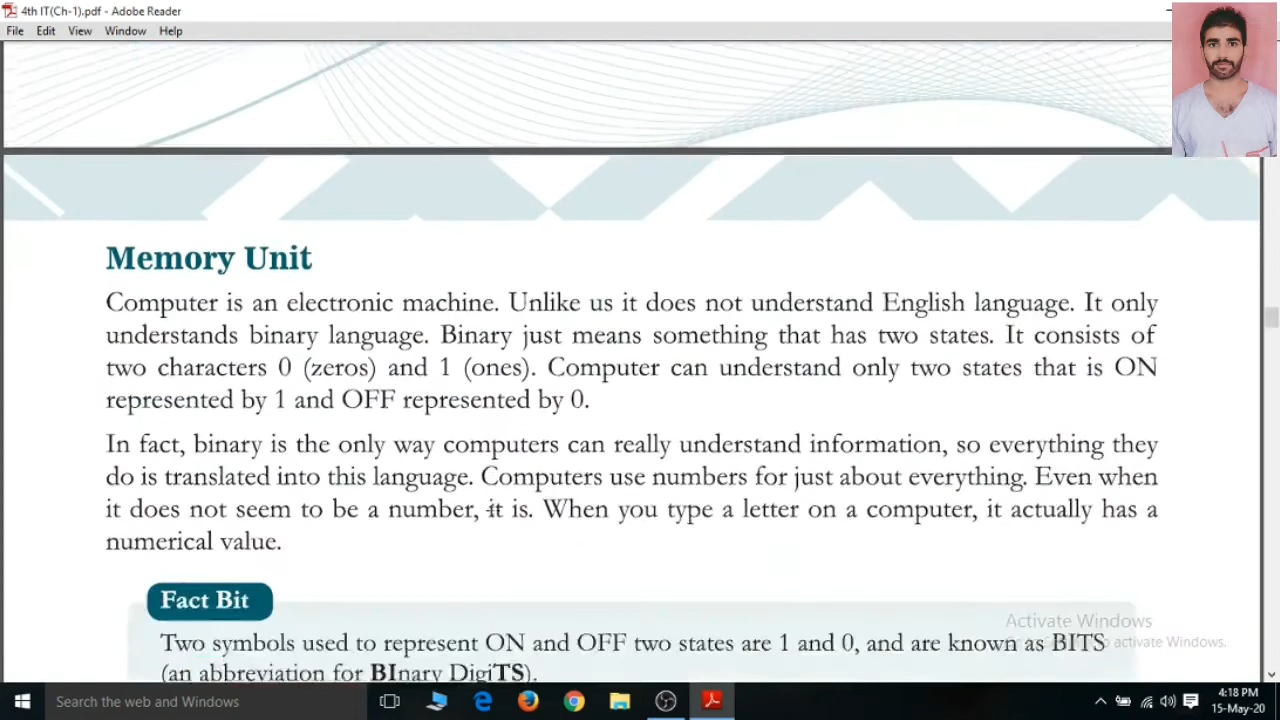 4th IT(Ch-1).pdf - Adobe Reader
File Edit View Window Help
Memory Unit
Computer is an electronic machine. Unlike us it does not understand English language. It only
understands binary language. Binary just means something that has two states. It consists of
two characters 0 (zeros) and 1 (ones). Computer can understand only two states that is ON
represented by 1 and OFF represented by 0.
In fact, binary is the only way computers can really understand information, so everything they
do is translated into this language. Computers use numbers for just about everything. Even when
it does not seem to be a number, it is. When you type a letter on a computer, it actually has a
numerical value.
Fact Bit
Activate Windows
Two symbols used to represent ON and OFF two states are 1 and 0, and are known as BITS
activate Windows.
(an abbreviation for BInary DigiTS).
Search the web and Windows
4:18 PM
15-May-20